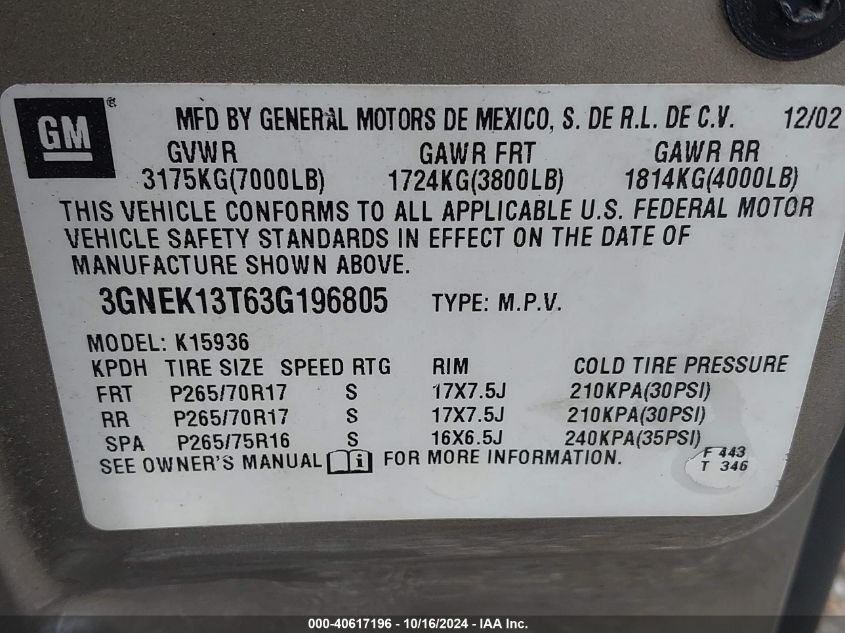 GM ® MFD BY GENERAL MOTORS DE MEXICO, S. DE R.L. DE C.V. 12/02
GVWR GAWR FRT GAWR RR
3175KG(7000LB) 1724KG(3800LB) 1814KG(4000LB)
THIS VEHICLE CONFORMS TO ALL APPLICABLE U.S. FEDERAL MOTOR
VEHICLE SAFETY STANDARDS IN EFFECT ON THE DATE OF
MANUFACTURE SHOWN ABOVE.
3GNEK13T63G196805 TYPE: M.P.V.
MODEL: K15936
KPDH TIRE SIZE SPEED RTG RIM COLD TIRE PRESSURE
FRT P265/70R17 S 17X7.5J 210KPA(30PSI)
RR P265/70R17 S 17X7.5J 210KPA(30PSI)
SPA P265/75R16 S 16X6.5J 240KPA(35PSI)
SEE OWNER'S MANUAL i FOR MORE INFORMATION.
F 443
T 346
000-40617196 - 10/16/2024 - IAA Inc.